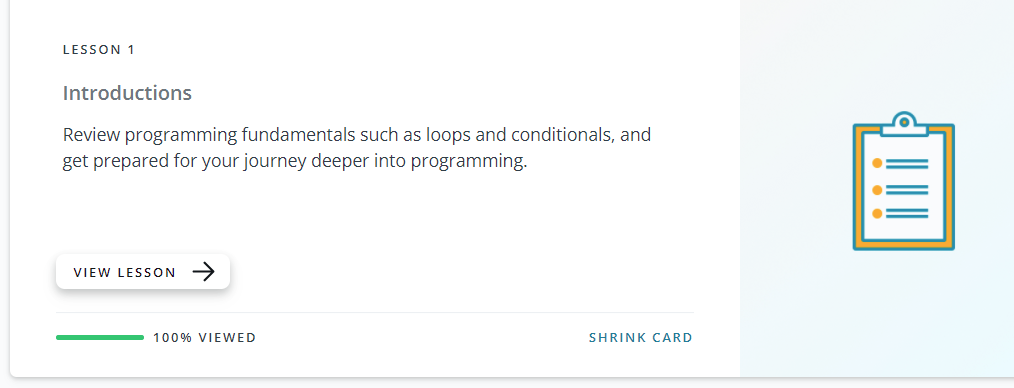 LESSON 1
Introductions
Review programming fundamentals such as loops and conditionals, and
get prepared for your journey deeper into programming.
VIEW LESSON
100% VIEWED
SHRINK CARD